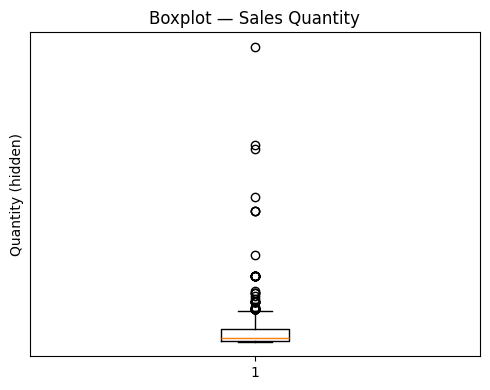 Boxplot — Sales Quantity
Quantity (hidden)
1